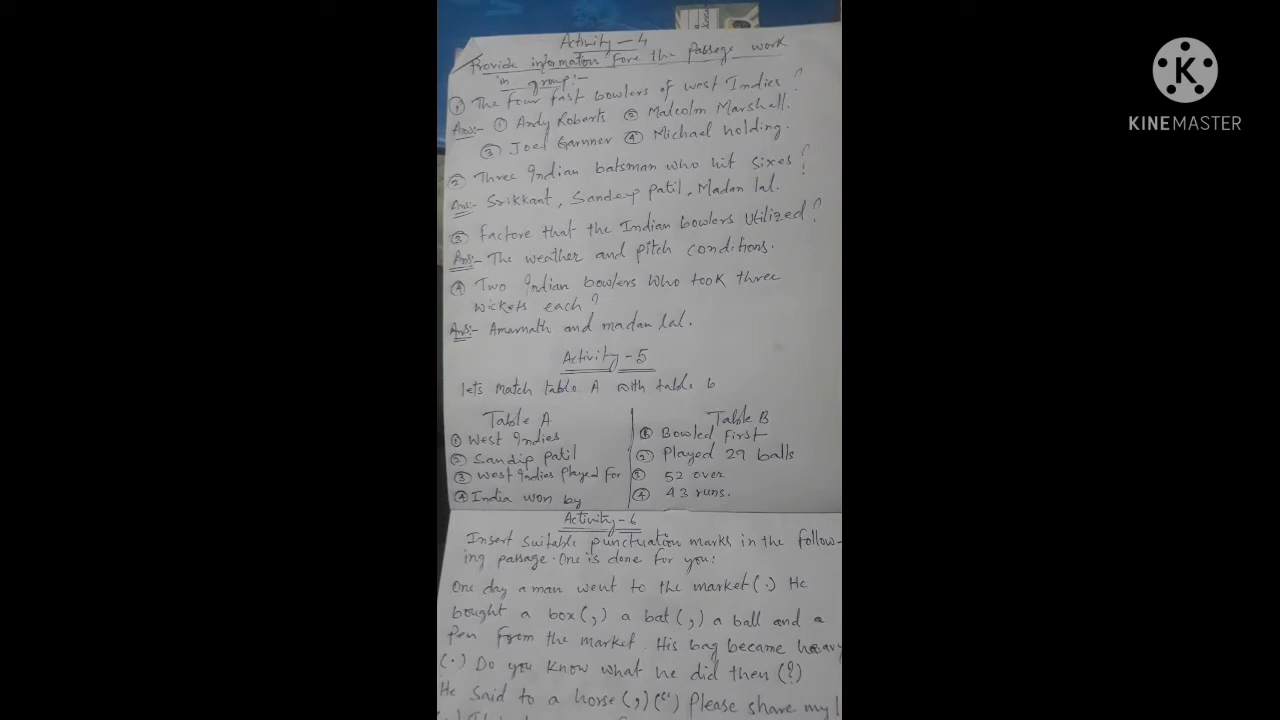 Activity - 4
Provide information fore the passage work
in group:-
① The four fast bowlers of west Indies?
Ans:- ① Andy Roberts ② Malcolm Marshall.
③ Joel Garnner ④ Michael holding.
② Three Indian batsman who hit sixes?
Ans:- Srikkant, Sandeep patil, Madan lal.
③ Factore that the Indian bowlers utilized?
Ans:- The weather and pitch conditions.
④ Two Indian bowlers who took three
wickets each?
Ans:- Amarnath and madan lal.
Activity - 5
lets match table A with table b
Table A
① West Indies
② Sandip patil
③ West Indies played for
④ India won by
Table B
① Bowled first
② Played 29 balls
③ 52 over
④ 43 runs.
Activity - 6
Insert suitable punctuation marks in the follow-
ing passage. One is done for you:
One day a man went to the market (.) He
bought a box (,) a bat (,) a ball and a
pen from the market. His bag became heavy
(.) Do you know what he did then (?)
He said to a horse (,) (") Please share my
K
KINEMASTER